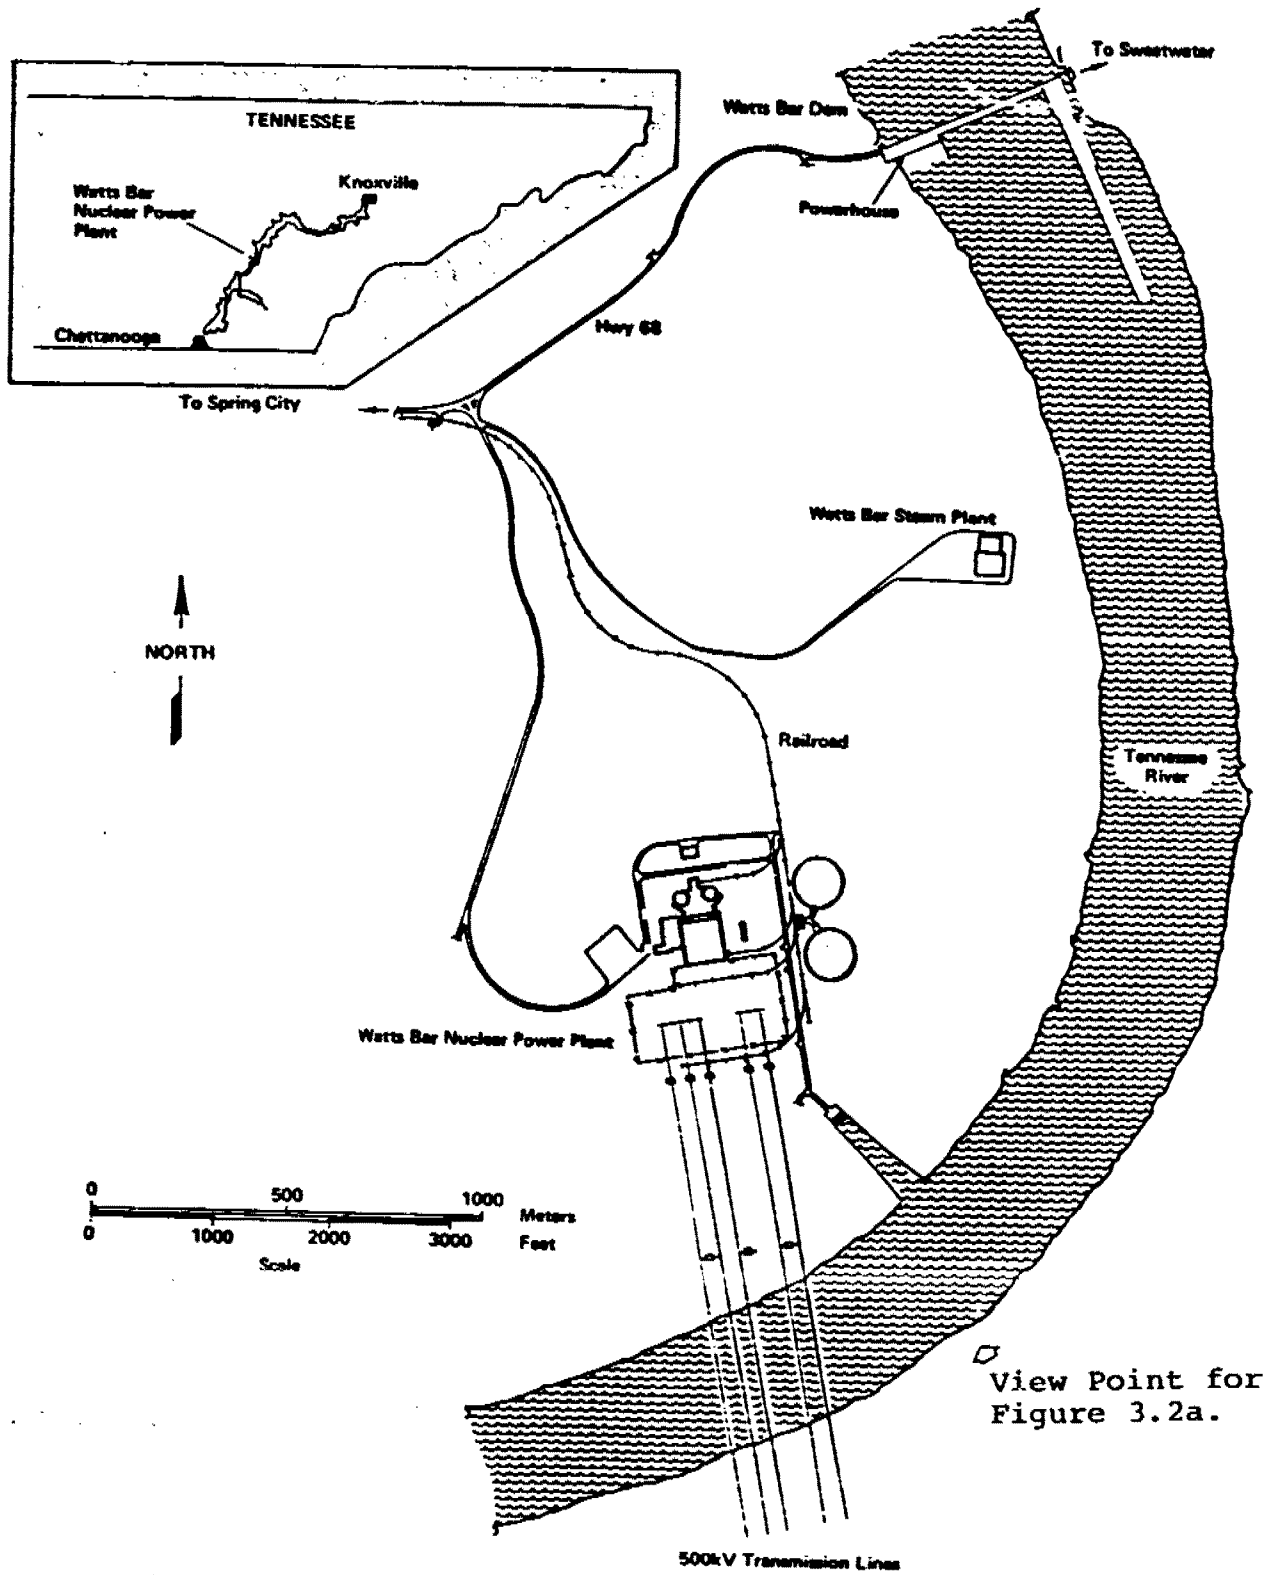 To Sweetwater
Watts Bar Dam
TENNESSEE
Knoxville
Watts Bar
Nuclear Power
Plant
Powerhouse
Hwy 68
Chattanooga
To Spring City
Watts Bar Steam Plant
NORTH
Railroad
Tennessee
River
Watts Bar Nuclear Power Plant
0 500 1000
Meters
0 1000 2000 3000
Feet
Scale
View Point for
Figure 3.2a.
500kV Transmission Lines